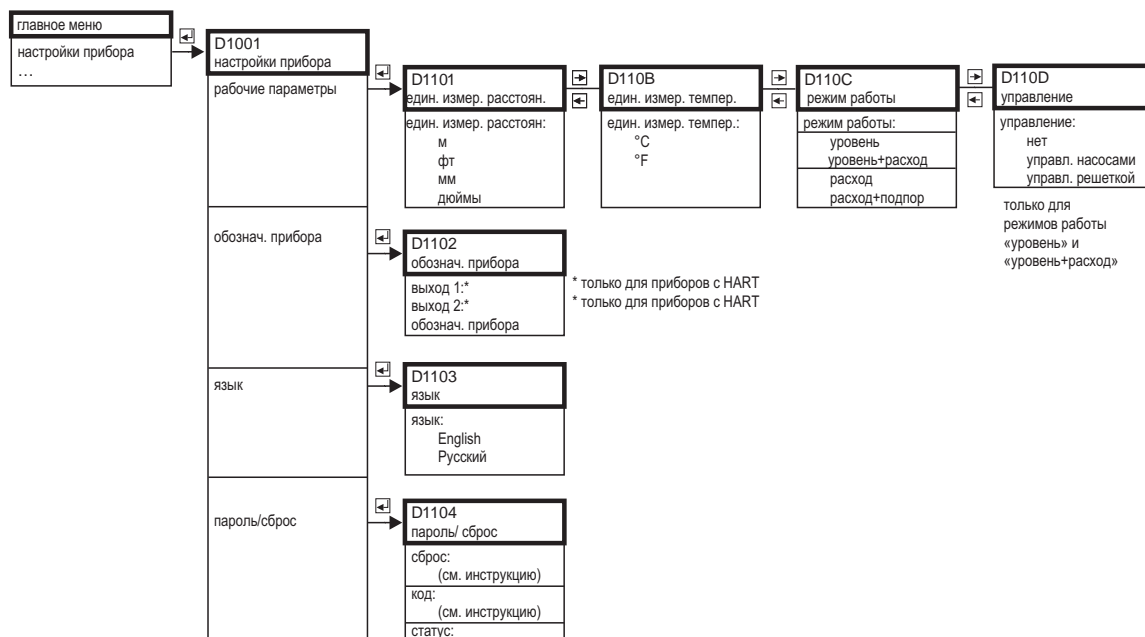 главное меню
настройки прибора
...
D1001
настройки прибора
рабочие параметры
D1101
един. измер. расстоян.
един. измер. расстоян:
м
фт
мм
дюймы
D110B
един. измер. темпер.
един. измер. темпер.:
°C
°F
D110C
режим работы
режим работы:
уровень
уровень+расход
расход
расход+подпор
D110D
управление
управление:
нет
управл. насосами
управл. решеткой
только для
режимов работы
«уровень» и
«уровень+расход»
обознач. прибора
D1102
обознач. прибора
выход 1:*
выход 2:*
обознач. прибора
* только для приборов с HART
* только для приборов с HART
язык
D1103
язык
язык:
English
Русский
пароль/сброс
D1104
пароль/ сброс
сброс:
(см. инструкцию)
код:
(см. инструкцию)
статус: